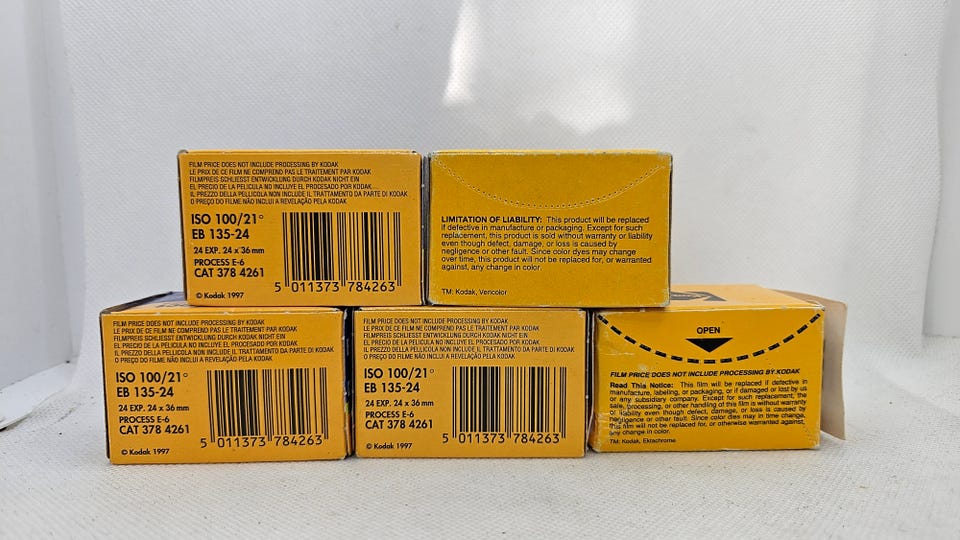 FILM PRICE DOES NOT INCLUDE PROCESSING BY KODAK
LE PRIX DE CE FILM NE COMPREND PAS LE TRAITEMENT PAR KODAK
FILMPREIS SCHLIESST ENTWICKLUNG DURCH KODAK NICHT EIN
EL PRECIO DE LA PELICULA NO INCLUYE EL PROCESADO POR KODAK
IL PREZZO DELLA PELLICOLA NON INCLUDE IL TRATTAMENTO DA PARTE DI KODAK
O PREÇO DO FILME NÃO INCLUI A REVELAÇÃO PELA KODAK
ISO 100/21°
EB 135-24
24 EXP. 24 x 36 mm
PROCESS E-6
CAT 378 4261
5 011373 784263
© Kodak 1997
LIMITATION OF LIABILITY: This product will be replaced
if defective in manufacture or packaging. Except for such
replacement, this product is sold without warranty or liability
even though defect, damage, or loss is caused by
negligence or other fault. Since color dyes may change
over time, this product will not be replaced for, or warranted
against, any change in color.
TM: Kodak, Vericolor
FILM PRICE DOES NOT INCLUDE PROCESSING BY KODAK
LE PRIX DE CE FILM NE COMPREND PAS LE TRAITEMENT PAR KODAK
FILMPREIS SCHLIESST ENTWICKLUNG DURCH KODAK NICHT EIN
EL PRECIO DE LA PELICULA NO INCLUYE EL PROCESADO POR KODAK
IL PREZZO DELLA PELLICOLA NON INCLUDE IL TRATTAMENTO DA PARTE DI KODAK
O PREÇO DO FILME NÃO INCLUI A REVELAÇÃO PELA KODAK
ISO 100/21°
EB 135-24
24 EXP. 24 x 36 mm
PROCESS E-6
CAT 378 4261
5 011373 784263
© Kodak 1997
FILM PRICE DOES NOT INCLUDE PROCESSING BY KODAK
LE PRIX DE CE FILM NE COMPREND PAS LE TRAITEMENT PAR KODAK
FILMPREIS SCHLIESST ENTWICKLUNG DURCH KODAK NICHT EIN
EL PRECIO DE LA PELICULA NO INCLUYE EL PROCESADO POR KODAK
IL PREZZO DELLA PELLICOLA NON INCLUDE IL TRATTAMENTO DA PARTE DI KODAK
O PREÇO DO FILME NÃO INCLUI A REVELAÇÃO PELA KODAK
ISO 100/21°
EB 135-24
24 EXP. 24 x 36 mm
PROCESS E-6
CAT 378 4261
5 011373 784263
© Kodak 1997
OPEN
FILM PRICE DOES NOT INCLUDE PROCESSING BY KODAK
Read This Notice: This film will be replaced if defective in
manufacture, labeling, or packaging, or if damaged or lost by us
or any subsidiary company. Except for such replacement, the
sale, processing, or other handling of this film is without warranty
or liability even though defect, damage, or loss is caused by
negligence or other fault. Since color dyes may in time change,
this film will not be replaced for, or otherwise warranted against,
any change in color.
TM: Kodak, Ektachrome